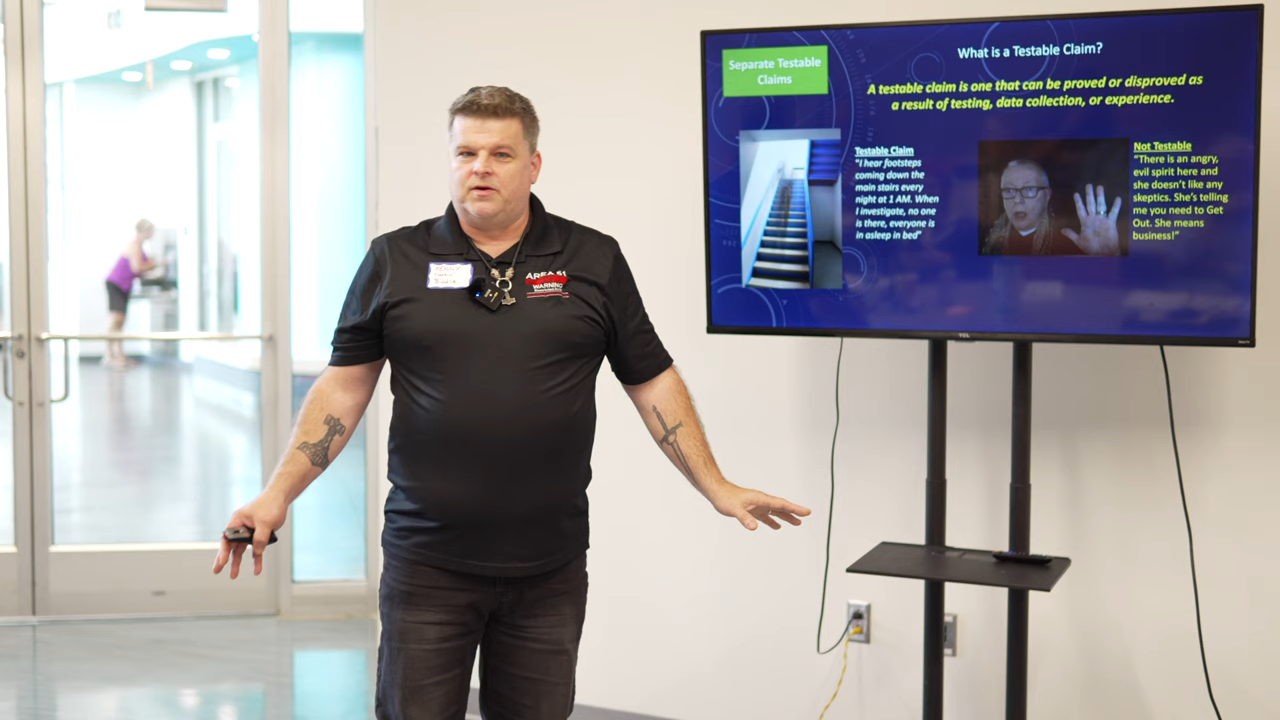 Separate Testable
Claims
What is a Testable Claim?
A testable claim is one that can be proved or disproved as
a result of testing, data collection, or experience.
Testable Claim
"I hear footsteps
coming down the
main stairs every
night at 1 AM. When
I investigate, no one
is there, everyone is
in asleep in bed"
Not Testable
"There is an angry,
evil spirit here and
she doesn't like any
skeptics. She's telling
me you need to Get
Out. She means
business!"
TCL
AREA 51
WARNING